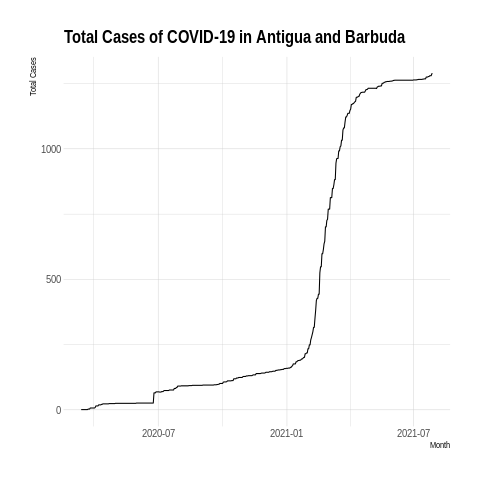 Total Cases of COVID-19 in Antigua and Barbuda
Total Cases
1000
500
0
2020-07
2021-01
2021-07
Month